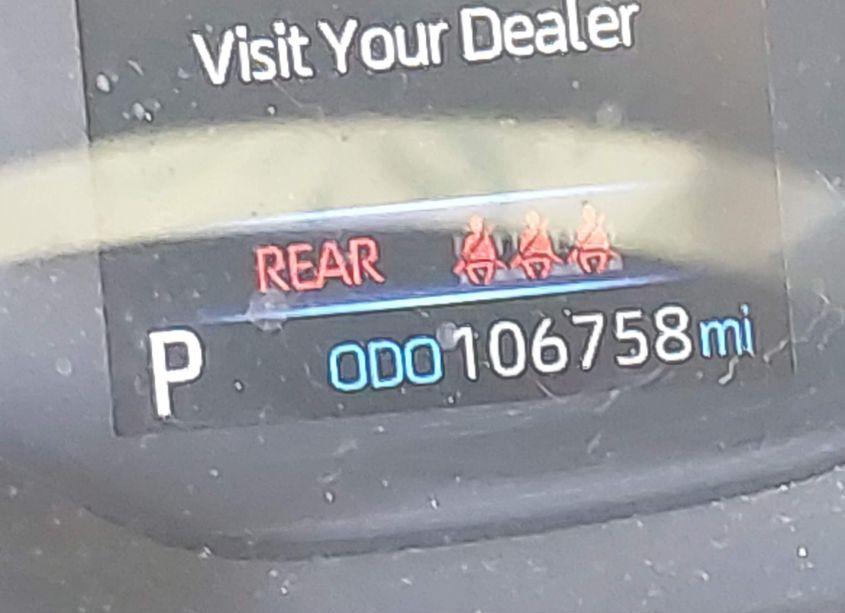 Visit Your Dealer
REAR
P ODO 106758 mi